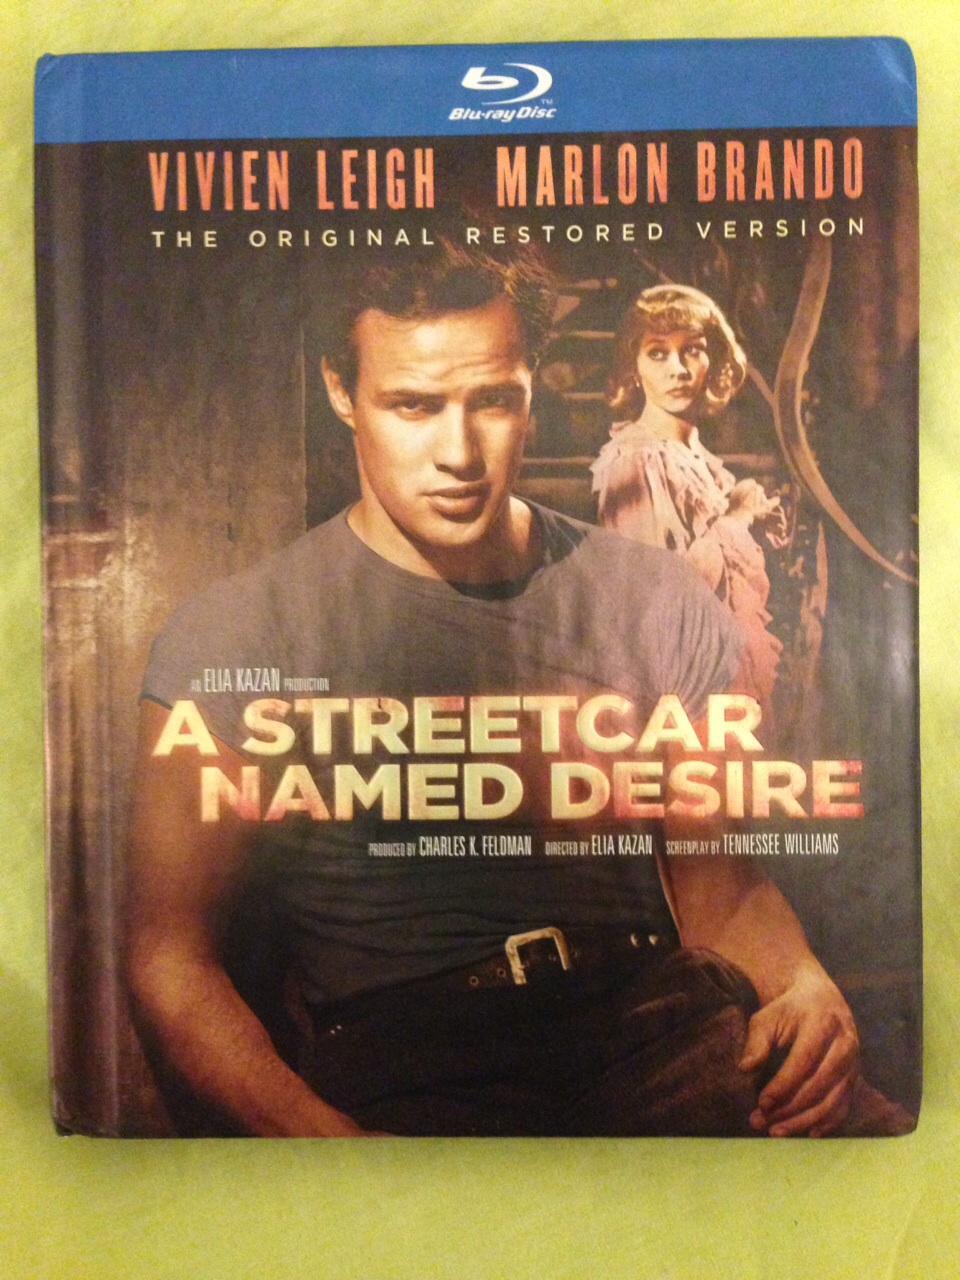 Blu-ray Disc™
VIVIEN LEIGH MARLON BRANDO
THE ORIGINAL RESTORED VERSION
AN ELIA KAZAN PRODUCTION
A STREETCAR
NAMED DESIRE
PRODUCED BY CHARLES K. FELDMAN DIRECTED BY ELIA KAZAN SCREENPLAY BY TENNESSEE WILLIAMS